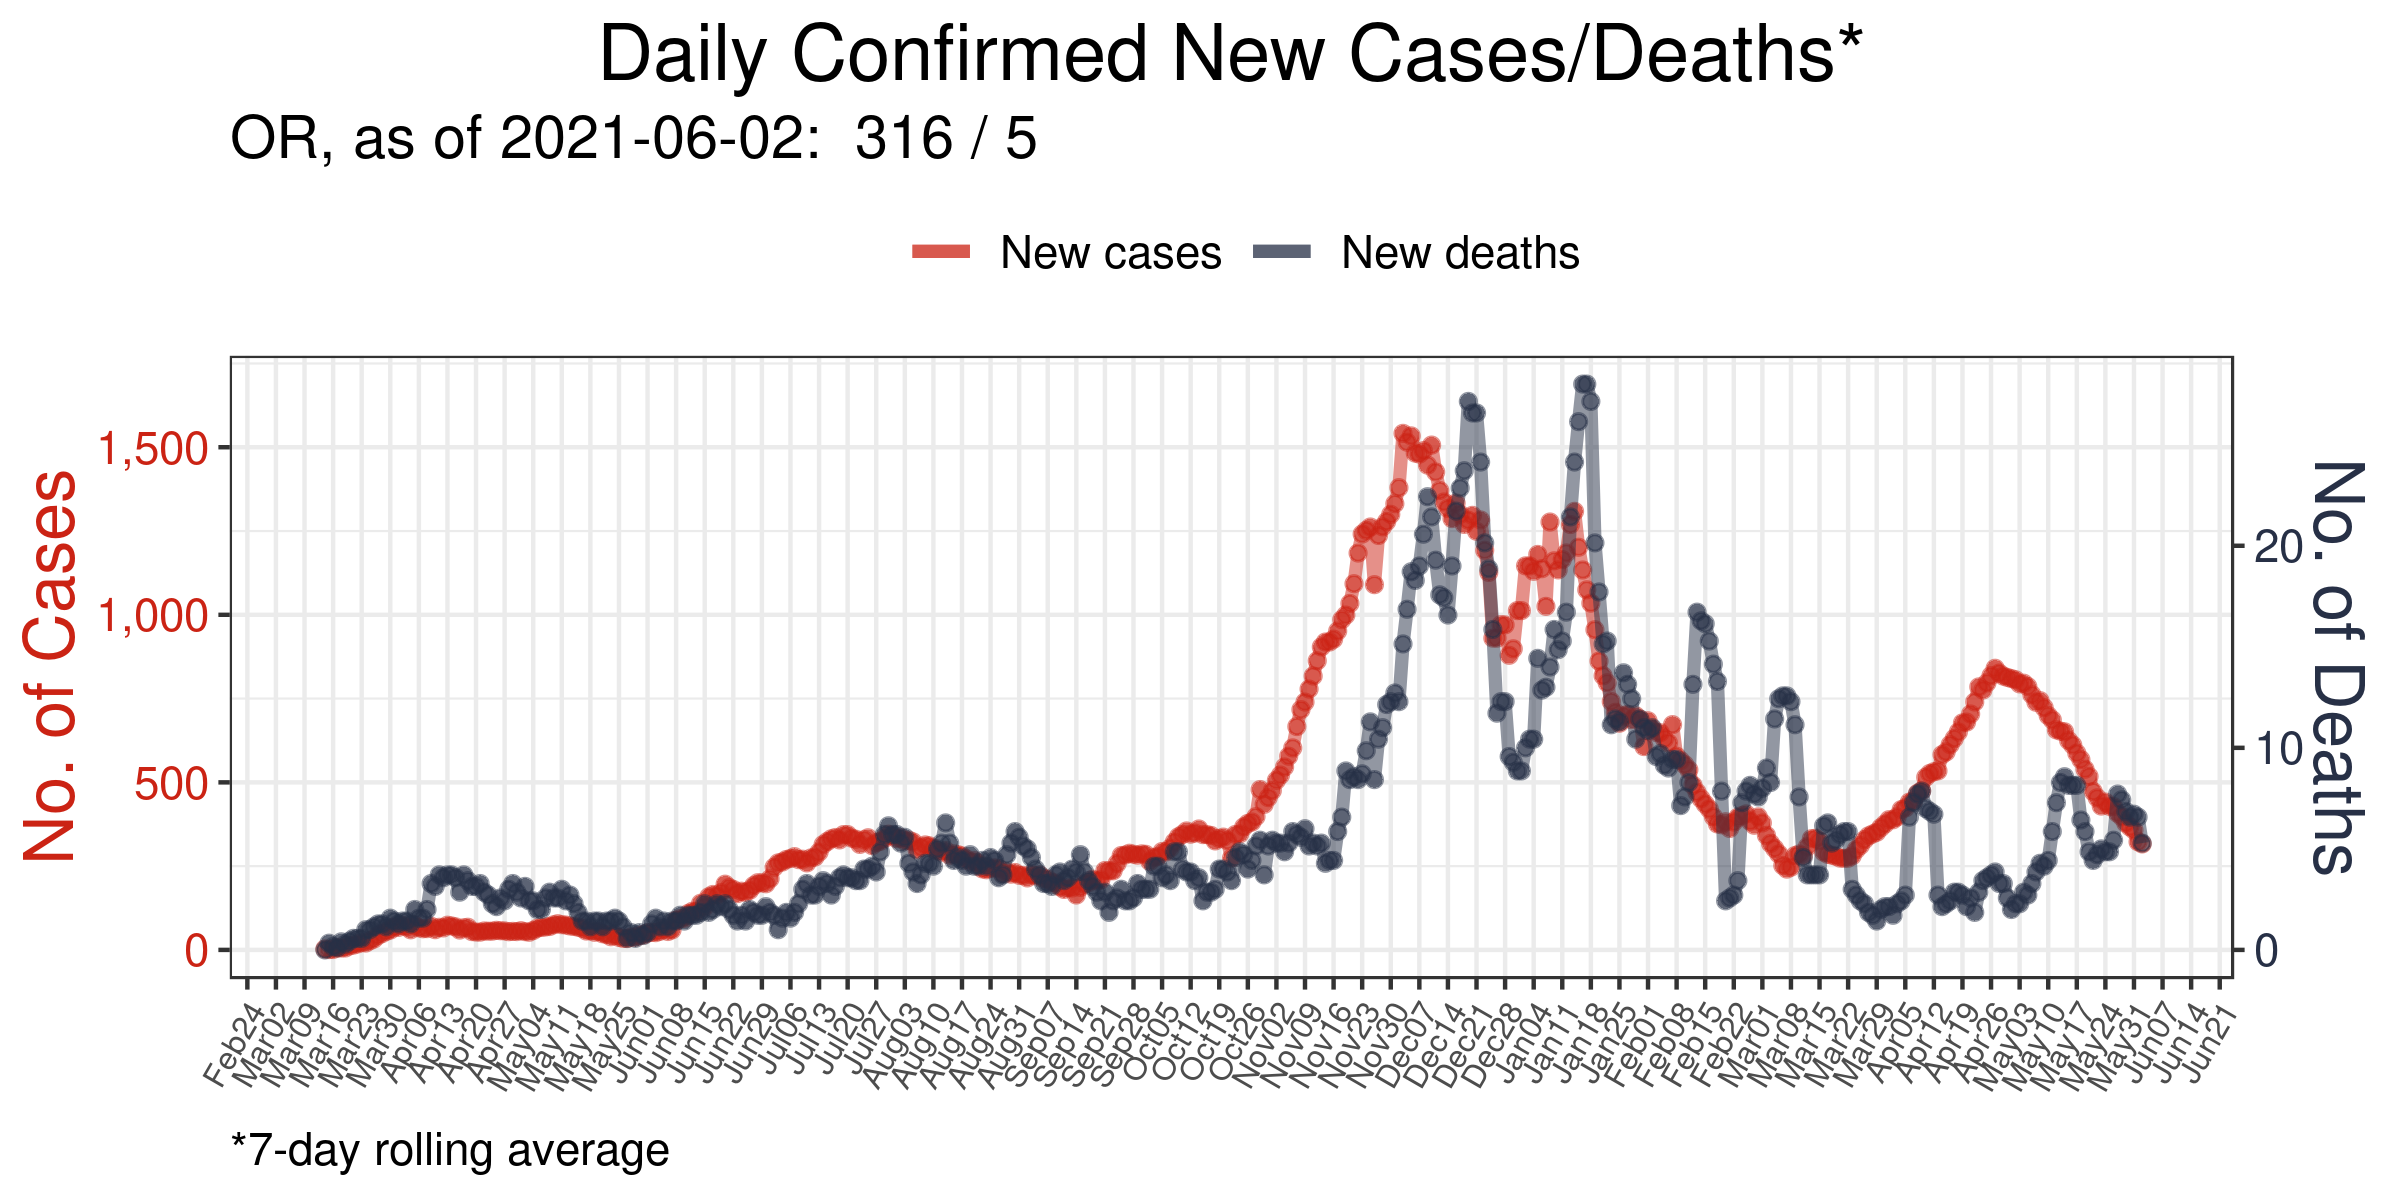 Daily Confirmed New Cases/Deaths*
OR, as of 2021-06-02:  316 / 5
New cases New deaths
No. of Cases
1,500
1,000
500
0
No. of Deaths
20
10
0
Feb24 Mar02 Mar09 Mar16 Mar23 Mar30 Apr06 Apr13 Apr20 Apr27 May04 May11 May18 May25 Jun01 Jun08 Jun15 Jun22 Jun29 Jul06 Jul13 Jul20 Jul27 Aug03 Aug10 Aug17 Aug24 Aug31 Sep07 Sep14 Sep21 Sep28 Oct05 Oct12 Oct19 Oct26 Nov02 Nov09 Nov16 Nov23 Nov30 Dec07 Dec14 Dec21 Dec28 Jan04 Jan11 Jan18 Jan25 Feb01 Feb08 Feb15 Feb22 Mar01 Mar08 Mar15 Mar22 Mar29 Apr05 Apr12 Apr19 Apr26 May03 May10 May17 May24 May31 Jun07 Jun14 Jun21
*7-day rolling average